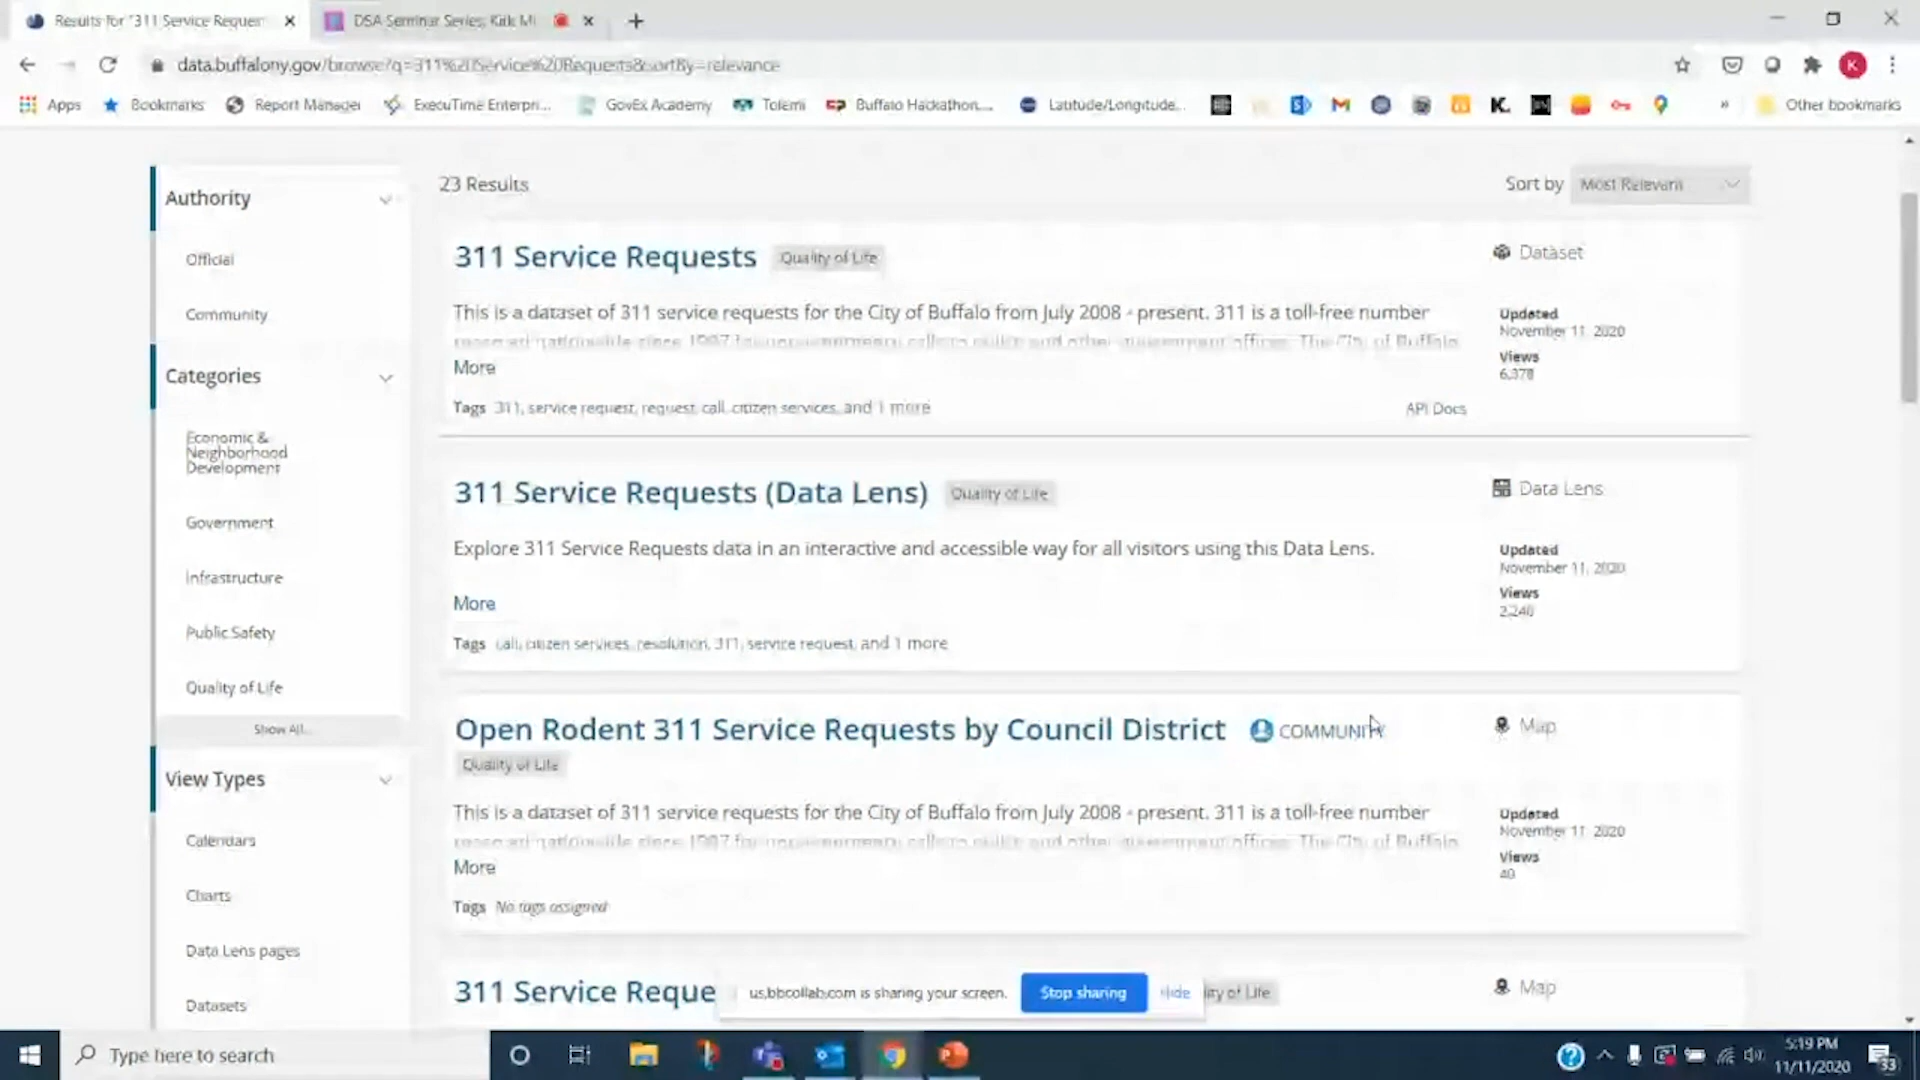 Results for "311 Service Reques
DSA Seminar Series, Kirk M
data.buffalony.gov/browse?q=311%20Service%20Requests&sortBy=relevance
Apps
Bookmarks
Report Manager
ExecuTime Enterpri...
GovEx Academy
Tolemi
Buffalo Hackathon...
Latitude/Longitude...
K.
»
Other bookmarks
Authority
Official
Community
Categories
Economic &
Neighborhood
Development
Government
Infrastructure
Public Safety
Quality of Life
Show All...
View Types
Calendars
Charts
Data Lens pages
Datasets
23 Results
Sort by Most Relevant
311 Service Requests Quality of Life
Dataset
This is a dataset of 311 service requests for the City of Buffalo from July 2008 - present. 311 is a toll-free number
More
Tags 311, service request, request, call, citizen services, and 1 more
API Docs
Updated
November 11, 2020
Views
6,378
311 Service Requests (Data Lens) Quality of Life
Data Lens
Explore 311 Service Requests data in an interactive and accessible way for all visitors using this Data Lens.
More
Tags call, citizen services, resolution, 311, service request, and 1 more
Updated
November 11, 2020
Views
2,240
Open Rodent 311 Service Requests by Council District COMMUNITY
Map
Quality of Life
This is a dataset of 311 service requests for the City of Buffalo from July 2008 - present. 311 is a toll-free number
More
Tags No tags assigned
Updated
November 11, 2020
Views
40
311 Service Reque
ity of Life
Map
us.bbcollab.com is sharing your screen. Stop sharing Hide
Type here to search
5:19 PM
11/11/2020
33